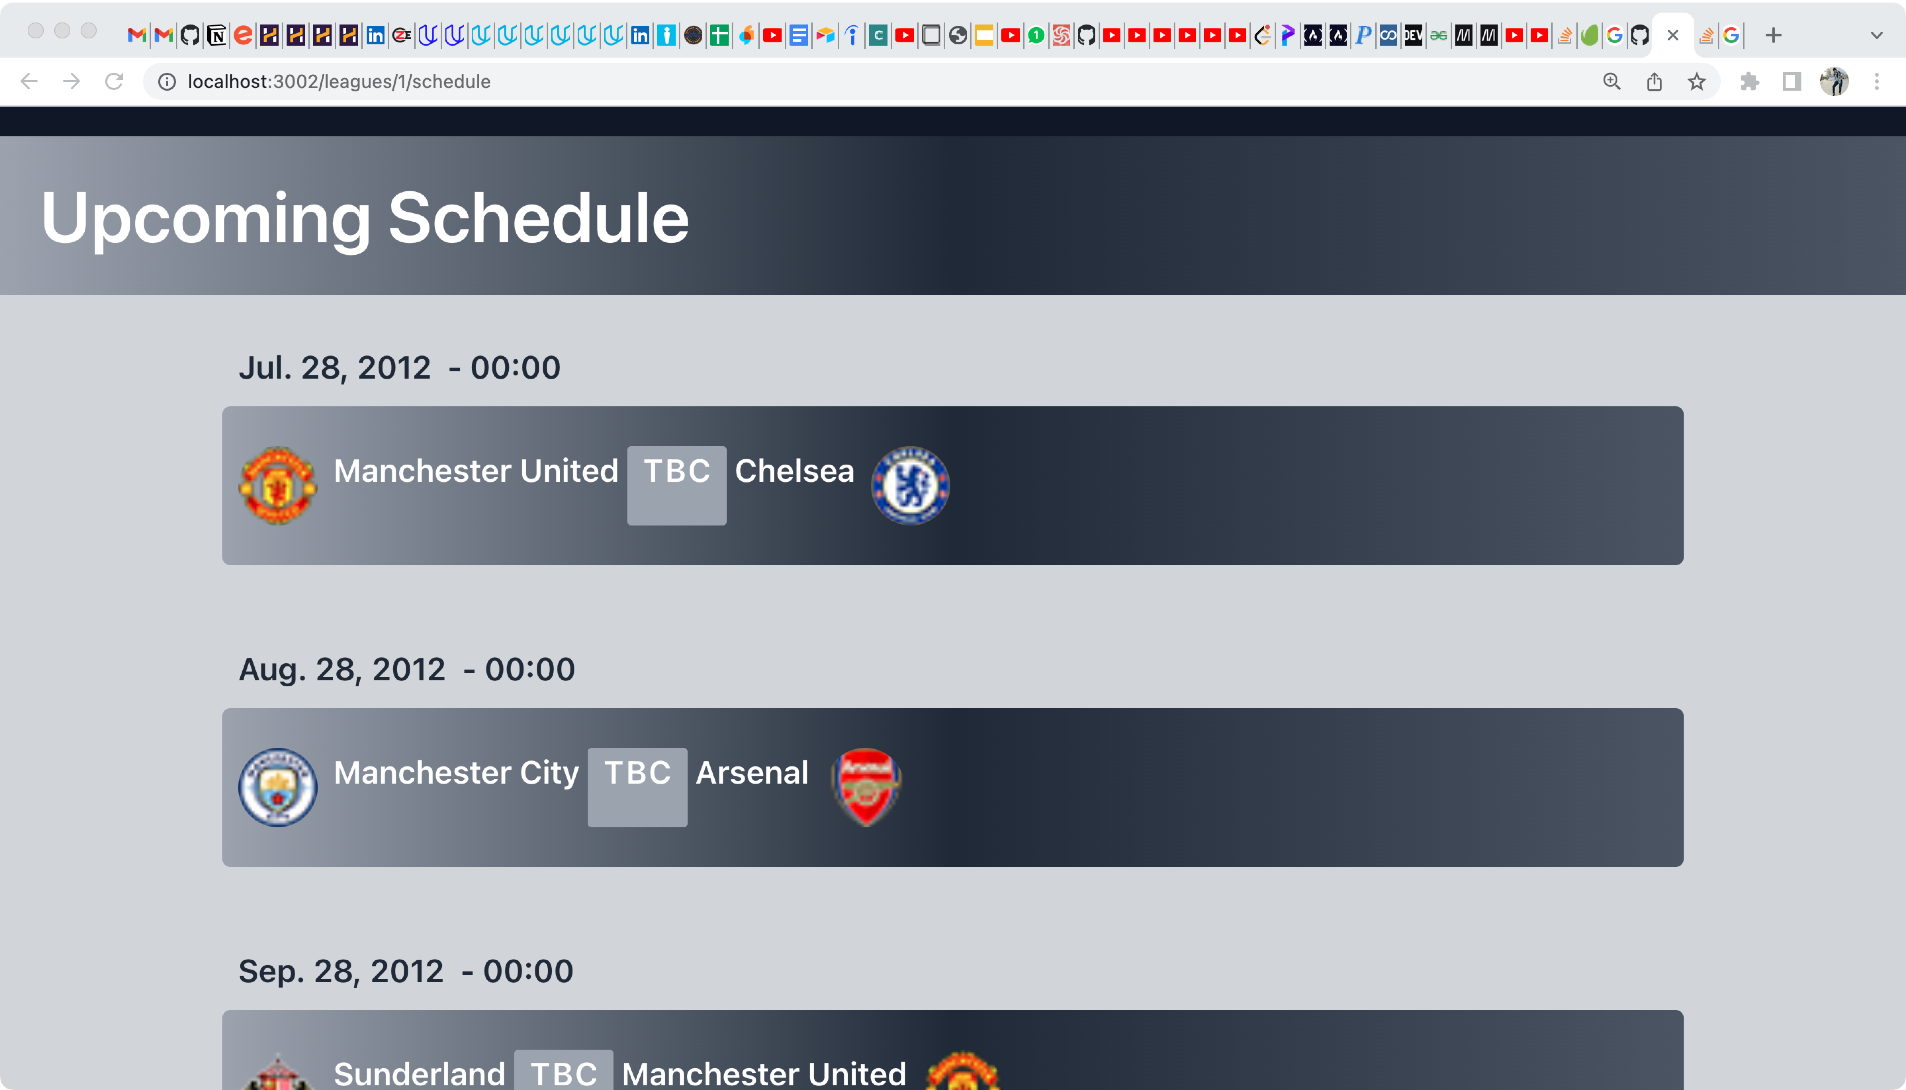 localhost:3002/leagues/1/schedule
Upcoming Schedule
Jul. 28, 2012 - 00:00
Manchester United TBC Chelsea
Aug. 28, 2012 - 00:00
Manchester City TBC Arsenal
Sep. 28, 2012 - 00:00
Sunderland TBC Manchester United